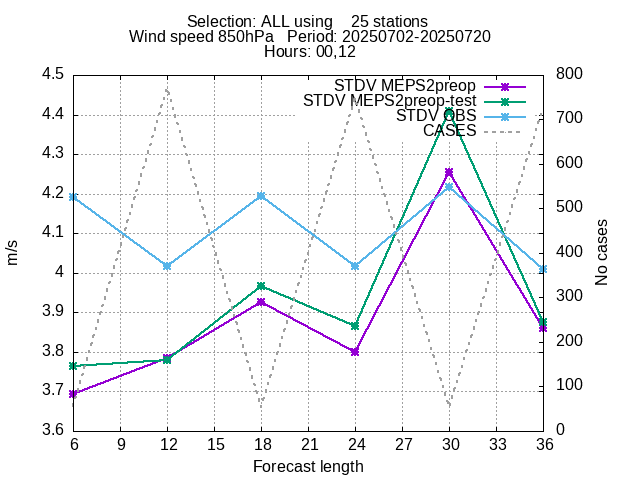 Selection: ALL using    25 stations
Wind speed 850hPa   Period: 20250702-20250720
Hours: 00,12
4.5
4.4
4.3
4.2
4.1
4
3.9
3.8
3.7
3.6
m/s
800
700
600
500
400
300
200
100
0
No cases
STDV MEPS2preop
STDV MEPS2preop-test
STDV OBS
CASES
6 9 12 15 18 21 24 27 30 33 36
Forecast length